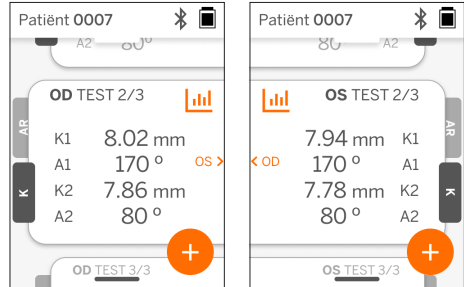 Patiënt 0007
A2 80º
OD TEST 2/3
AR
K1 8.02 mm
A1 170 º
OS >
K
K2 7.86 mm
A2 80 º
+
OD TEST 3/3
Patiënt 0007
80 A2
OS TEST 2/3
AR
7.94 mm K1
170 º A1
< OD
K
7.78 mm K2
80 º A2
+
OS TEST 3/3